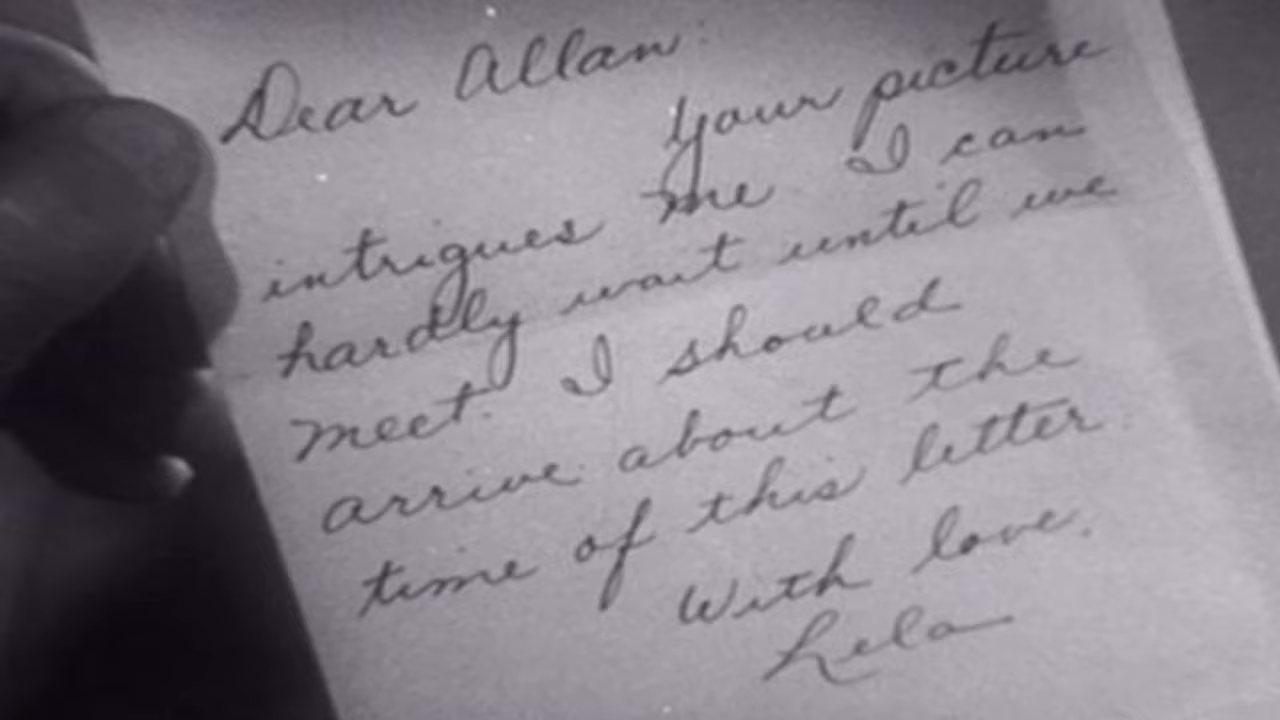 Dear Allan:
Your picture
intrigues me I can
hardly wait until we
meet. I should
arrive about the
time of this letter.
With love.
Lela